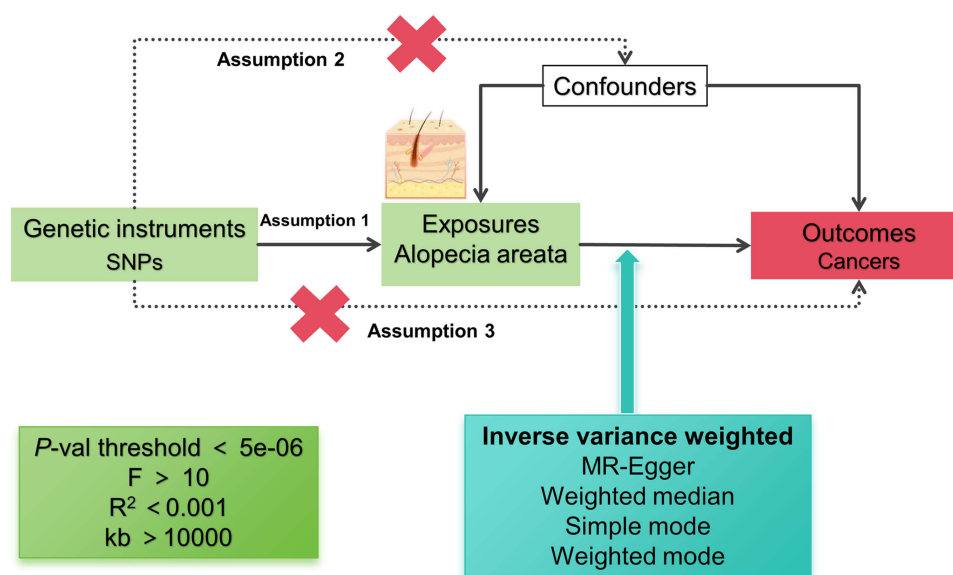 Assumption 2
Confounders
Genetic instruments
SNPs
Assumption 1
Exposures
Alopecia areata
Outcomes
Cancers
Assumption 3
P-val threshold < 5e-06
F > 10
R² < 0.001
kb > 10000
Inverse variance weighted
MR-Egger
Weighted median
Simple mode
Weighted mode